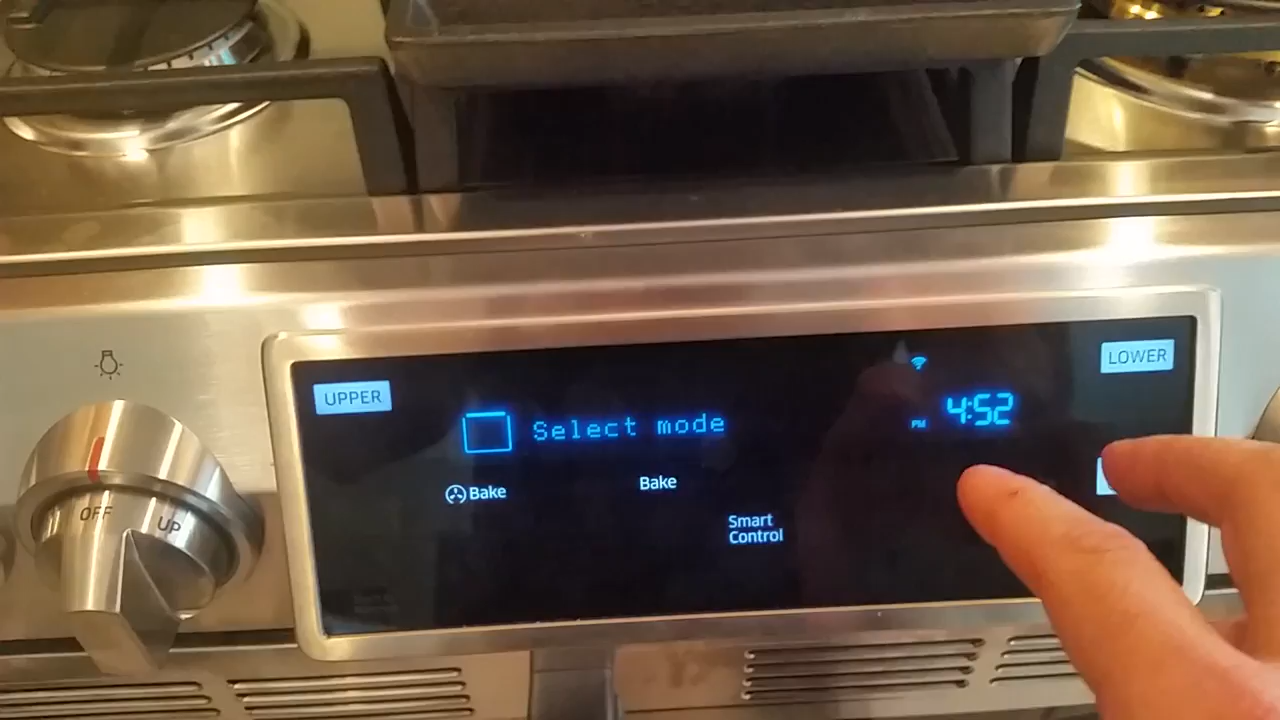 UPPER
LOWER
Select mode
PM 4:52
Bake
Bake
Smart
Control
OFF
UP